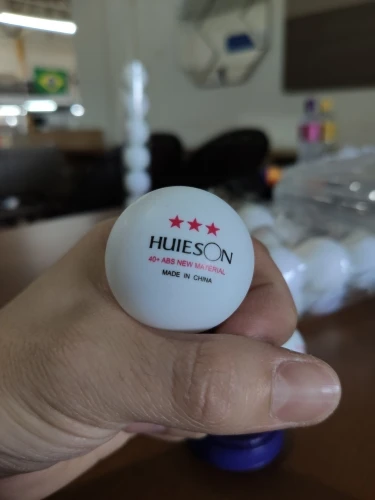 ★★★
HUIESON
40+ ABS NEW MATERIAL
MADE IN CHINA